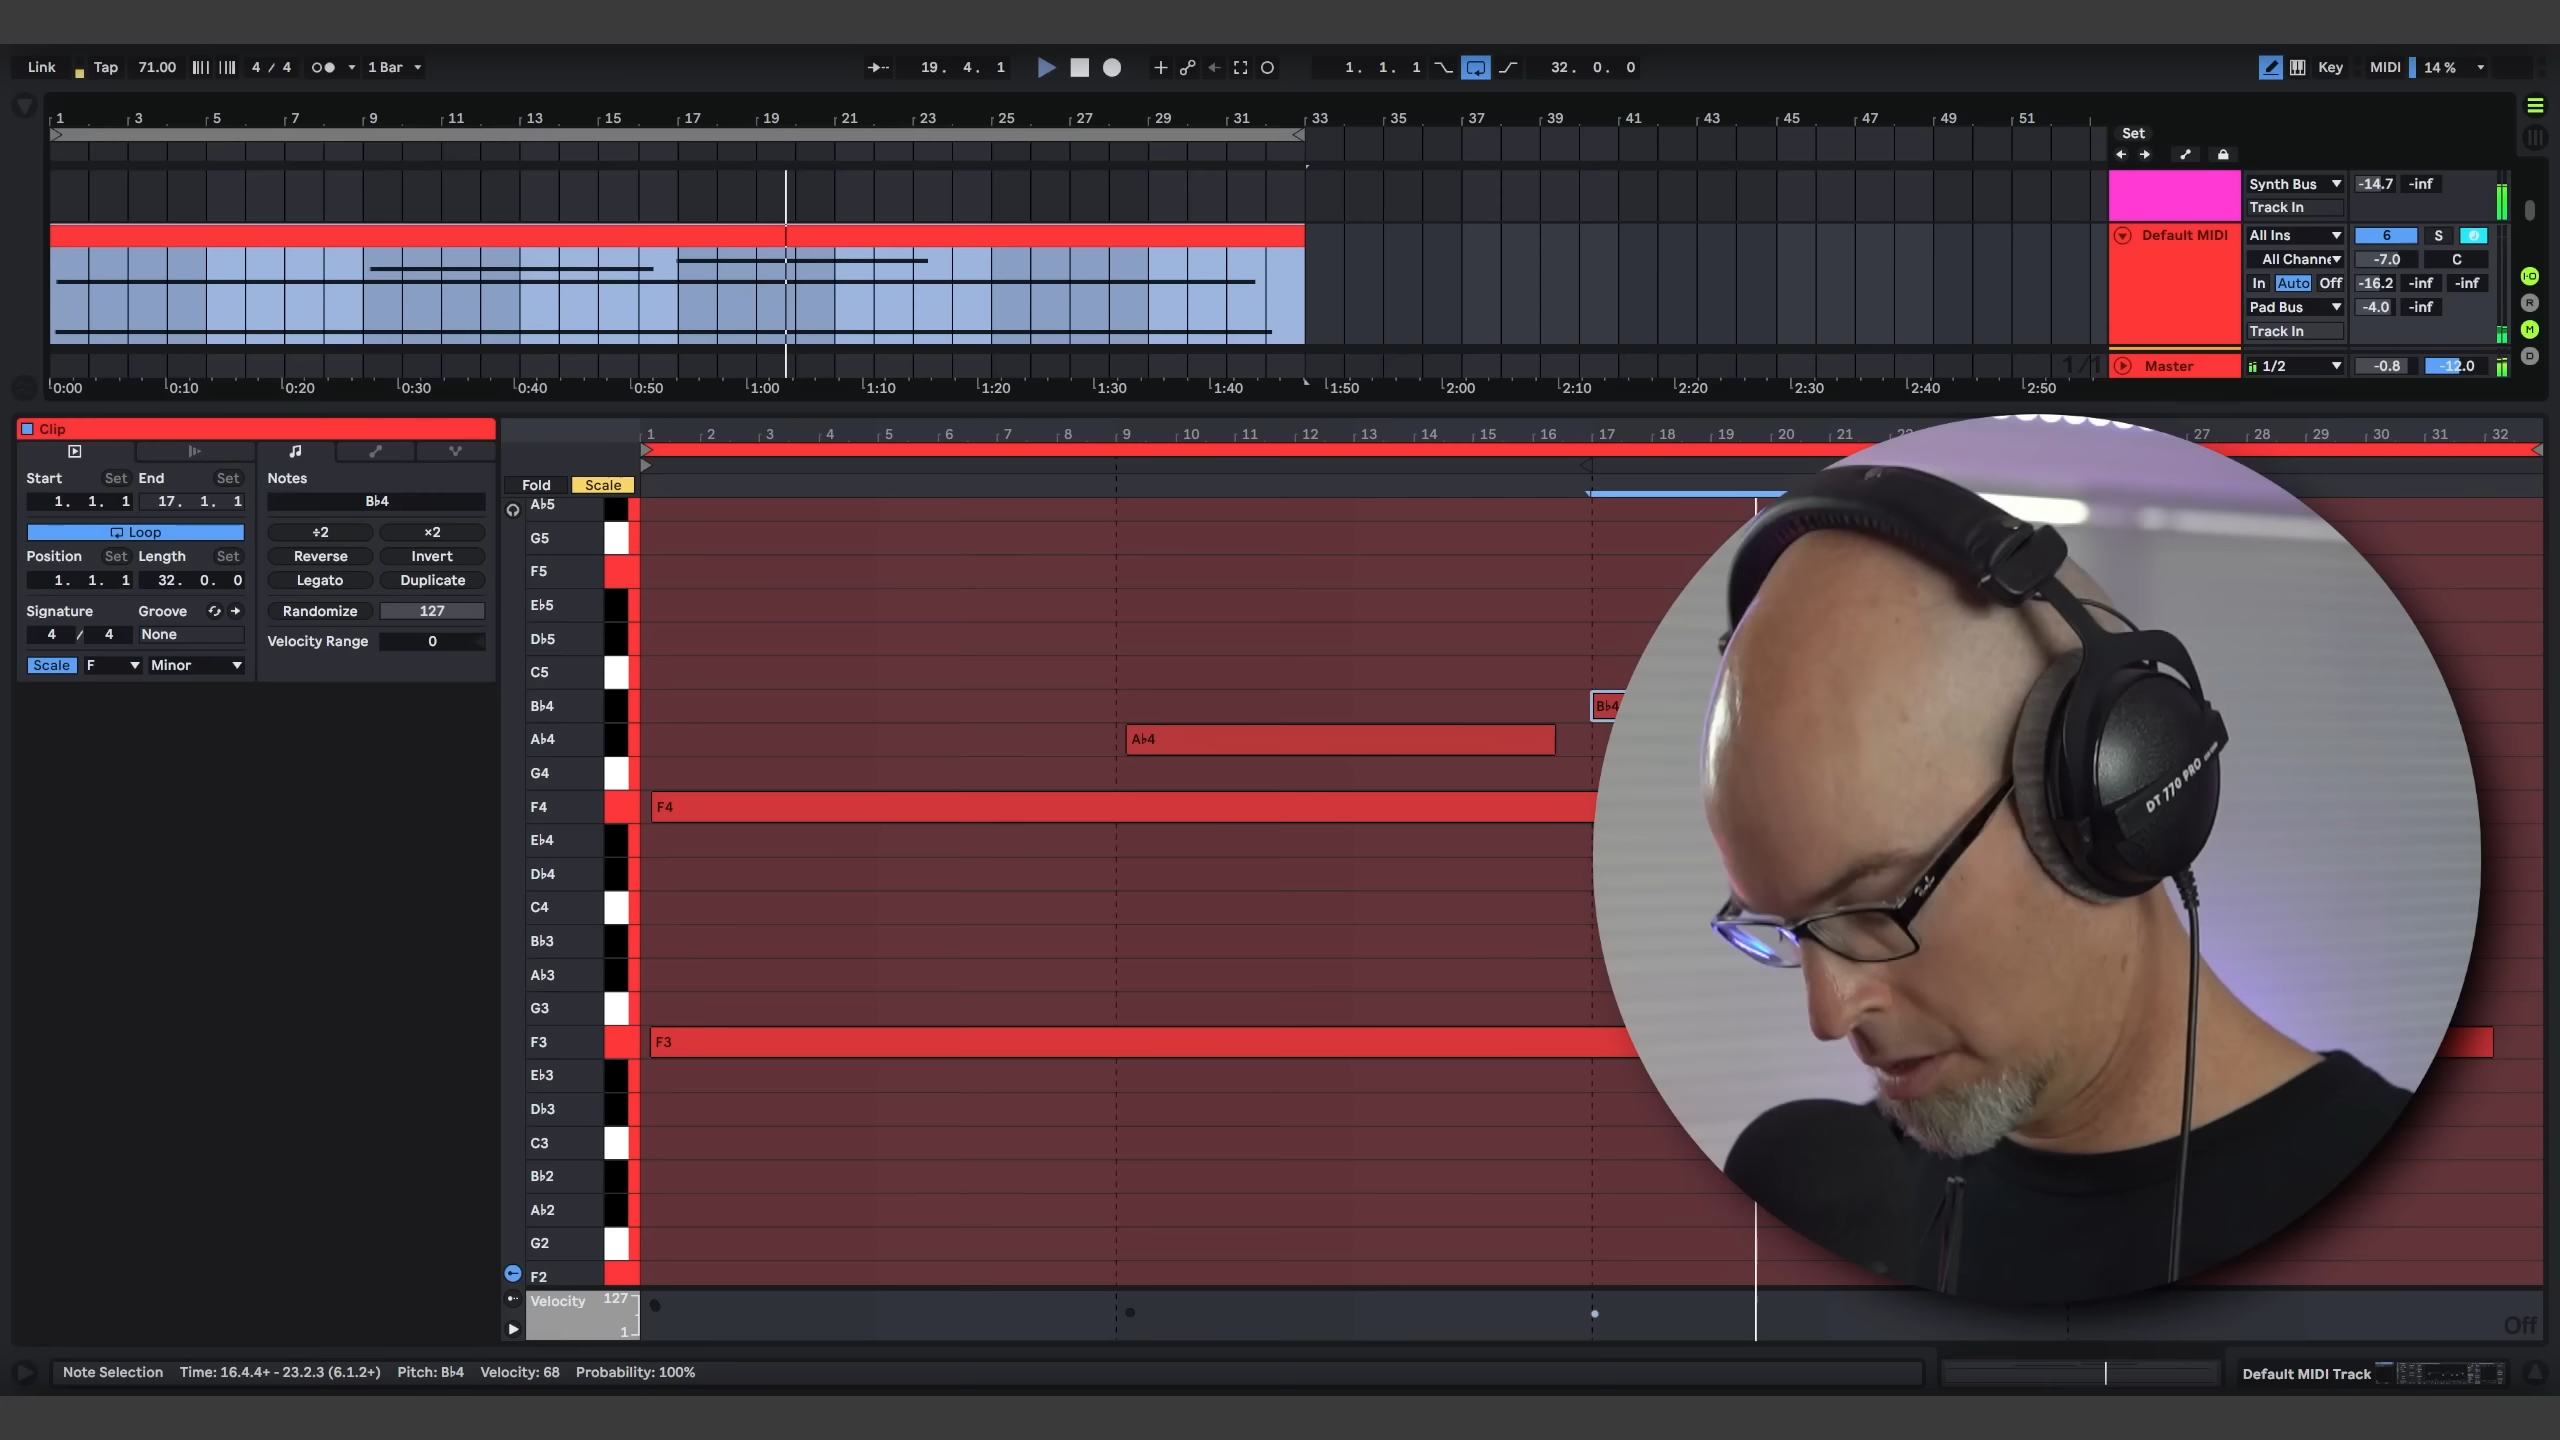 Link Tap 71.00 4 / 4 1 Bar 19. 4. 1 1. 1. 1 32. 0. 0 Key MIDI 14 %
1 3 5 7 9 11 13 15 17 19 21 23 25 27 29 31 33 35 37 39 41 43 45 47 49 51
Set
Synth Bus -14.7 -inf
Track In
Default MIDI All Ins 6 S
All Channe -7.0 C
In Auto Off -16.2 -inf -inf
Pad Bus -4.0 -inf
Track In
1/1
Master 1/2 -0.8 -12.0
0:00 0:10 0:20 0:30 0:40 0:50 1:00 1:10 1:20 1:30 1:40 1:50 2:00 2:10 2:20 2:30 2:40 2:50
I-O
R
M
D
Clip
1 2 3 4 5 6 7 8 9 10 11 12 13 14 15 16 17 18 19 20 21 27 28 29 30 31 32
Start Set End Set Notes
1. 1. 1 17. 1. 1 B♭4
Loop ÷2 ×2
Position Set Length Set Reverse Invert
1. 1. 1 32. 0. 0 Legato Duplicate
Signature Groove Randomize 127
4 / 4 None Velocity Range 0
Scale F Minor
Fold Scale
A♭5
G5
F5
E♭5
D♭5
C5
B♭4 B♭4
A♭4 A♭4
G4
F4 F4
E♭4
D♭4
C4
B♭3
A♭3
G3
F3 F3
E♭3
D♭3
C3
B♭2
A♭2
G2
F2
Velocity 127
1
Off
DT 770 PRO
Ray-Ban
Note Selection Time: 16.4.4+ - 23.2.3 (6.1.2+) Pitch: B♭4 Velocity: 68 Probability: 100%
Default MIDI Track